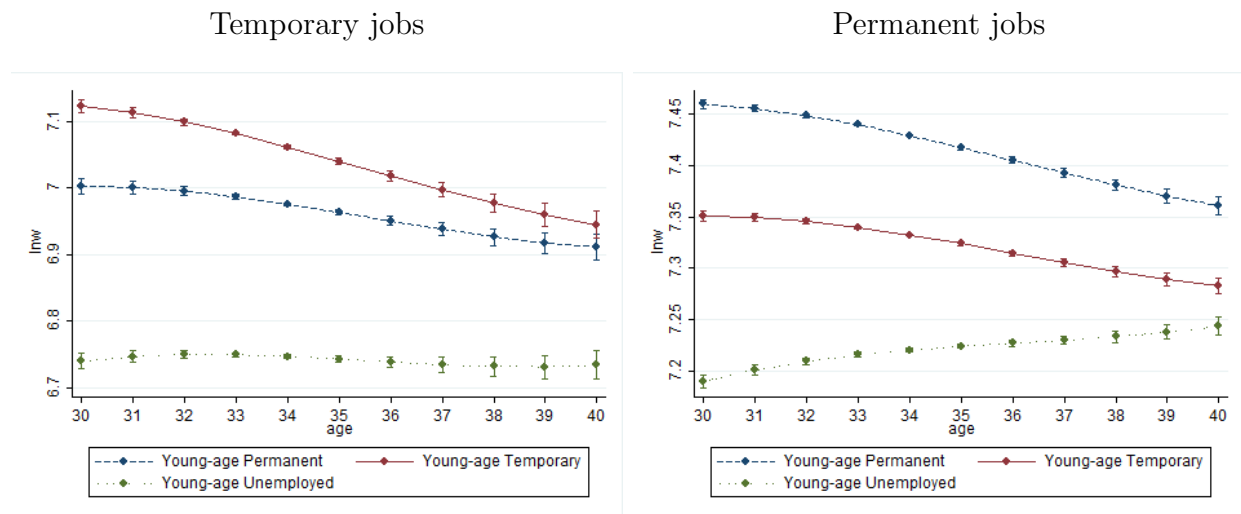 Temporary jobs
lnw
7.1
7
6.9
6.8
6.7
30 31 32 33 34 35 36 37 38 39 40
age
Young-age Permanent Young-age Temporary
Young-age Unemployed
Permanent jobs
lnw
7.45
7.4
7.35
7.3
7.25
7.2
30 31 32 33 34 35 36 37 38 39 40
age
Young-age Permanent Young-age Temporary
Young-age Unemployed